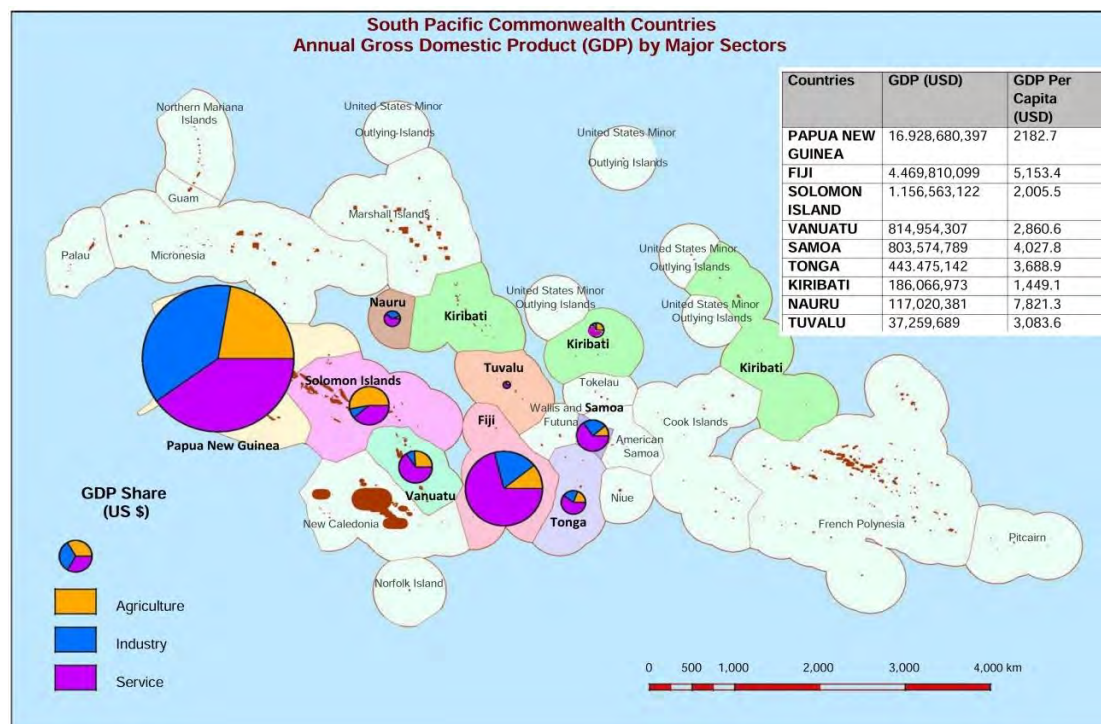 South Pacific Commonwealth Countries
Annual Gross Domestic Product (GDP) by Major Sectors
Countries GDP (USD) GDP Per Capita (USD)
PAPUA NEW GUINEA 16.928,680,397 2182.7
FIJI 4.469,810,099 5,153.4
SOLOMON ISLAND 1.156,563,122 2,005.5
VANUATU 814,954,307 2,860.6
SAMOA 803,574,789 4,027.8
TONGA 443.475,142 3,688.9
KIRIBATI 186,066,973 1,449.1
NAURU 117,020,381 7,821.3
TUVALU 37,259,689 3,083.6
Northern Mariana
Islands
United States Minor
Outlying Islands
United States Minor
Outlying Islands
Guam
Marshall Islands
Palau
Micronesia
United States Minor
Outlying Islands
United States Minor
Outlying Islands
United States Minor
Outlying Islands
Nauru
Kiribati
Kiribati
Kiribati
Tuvalu
Tokelau
Solomon Islands
Wallis and
Futuna
Samoa
American
Samoa
Cook Islands
Fiji
Papua New Guinea
Vanuatu
New Caledonia
Tonga
Niue
French Polynesia
Pitcairn
Norfolk Island
GDP Share
(US $)
Agriculture
Industry
Service
0 500 1,000 2,000 3,000 4,000 km